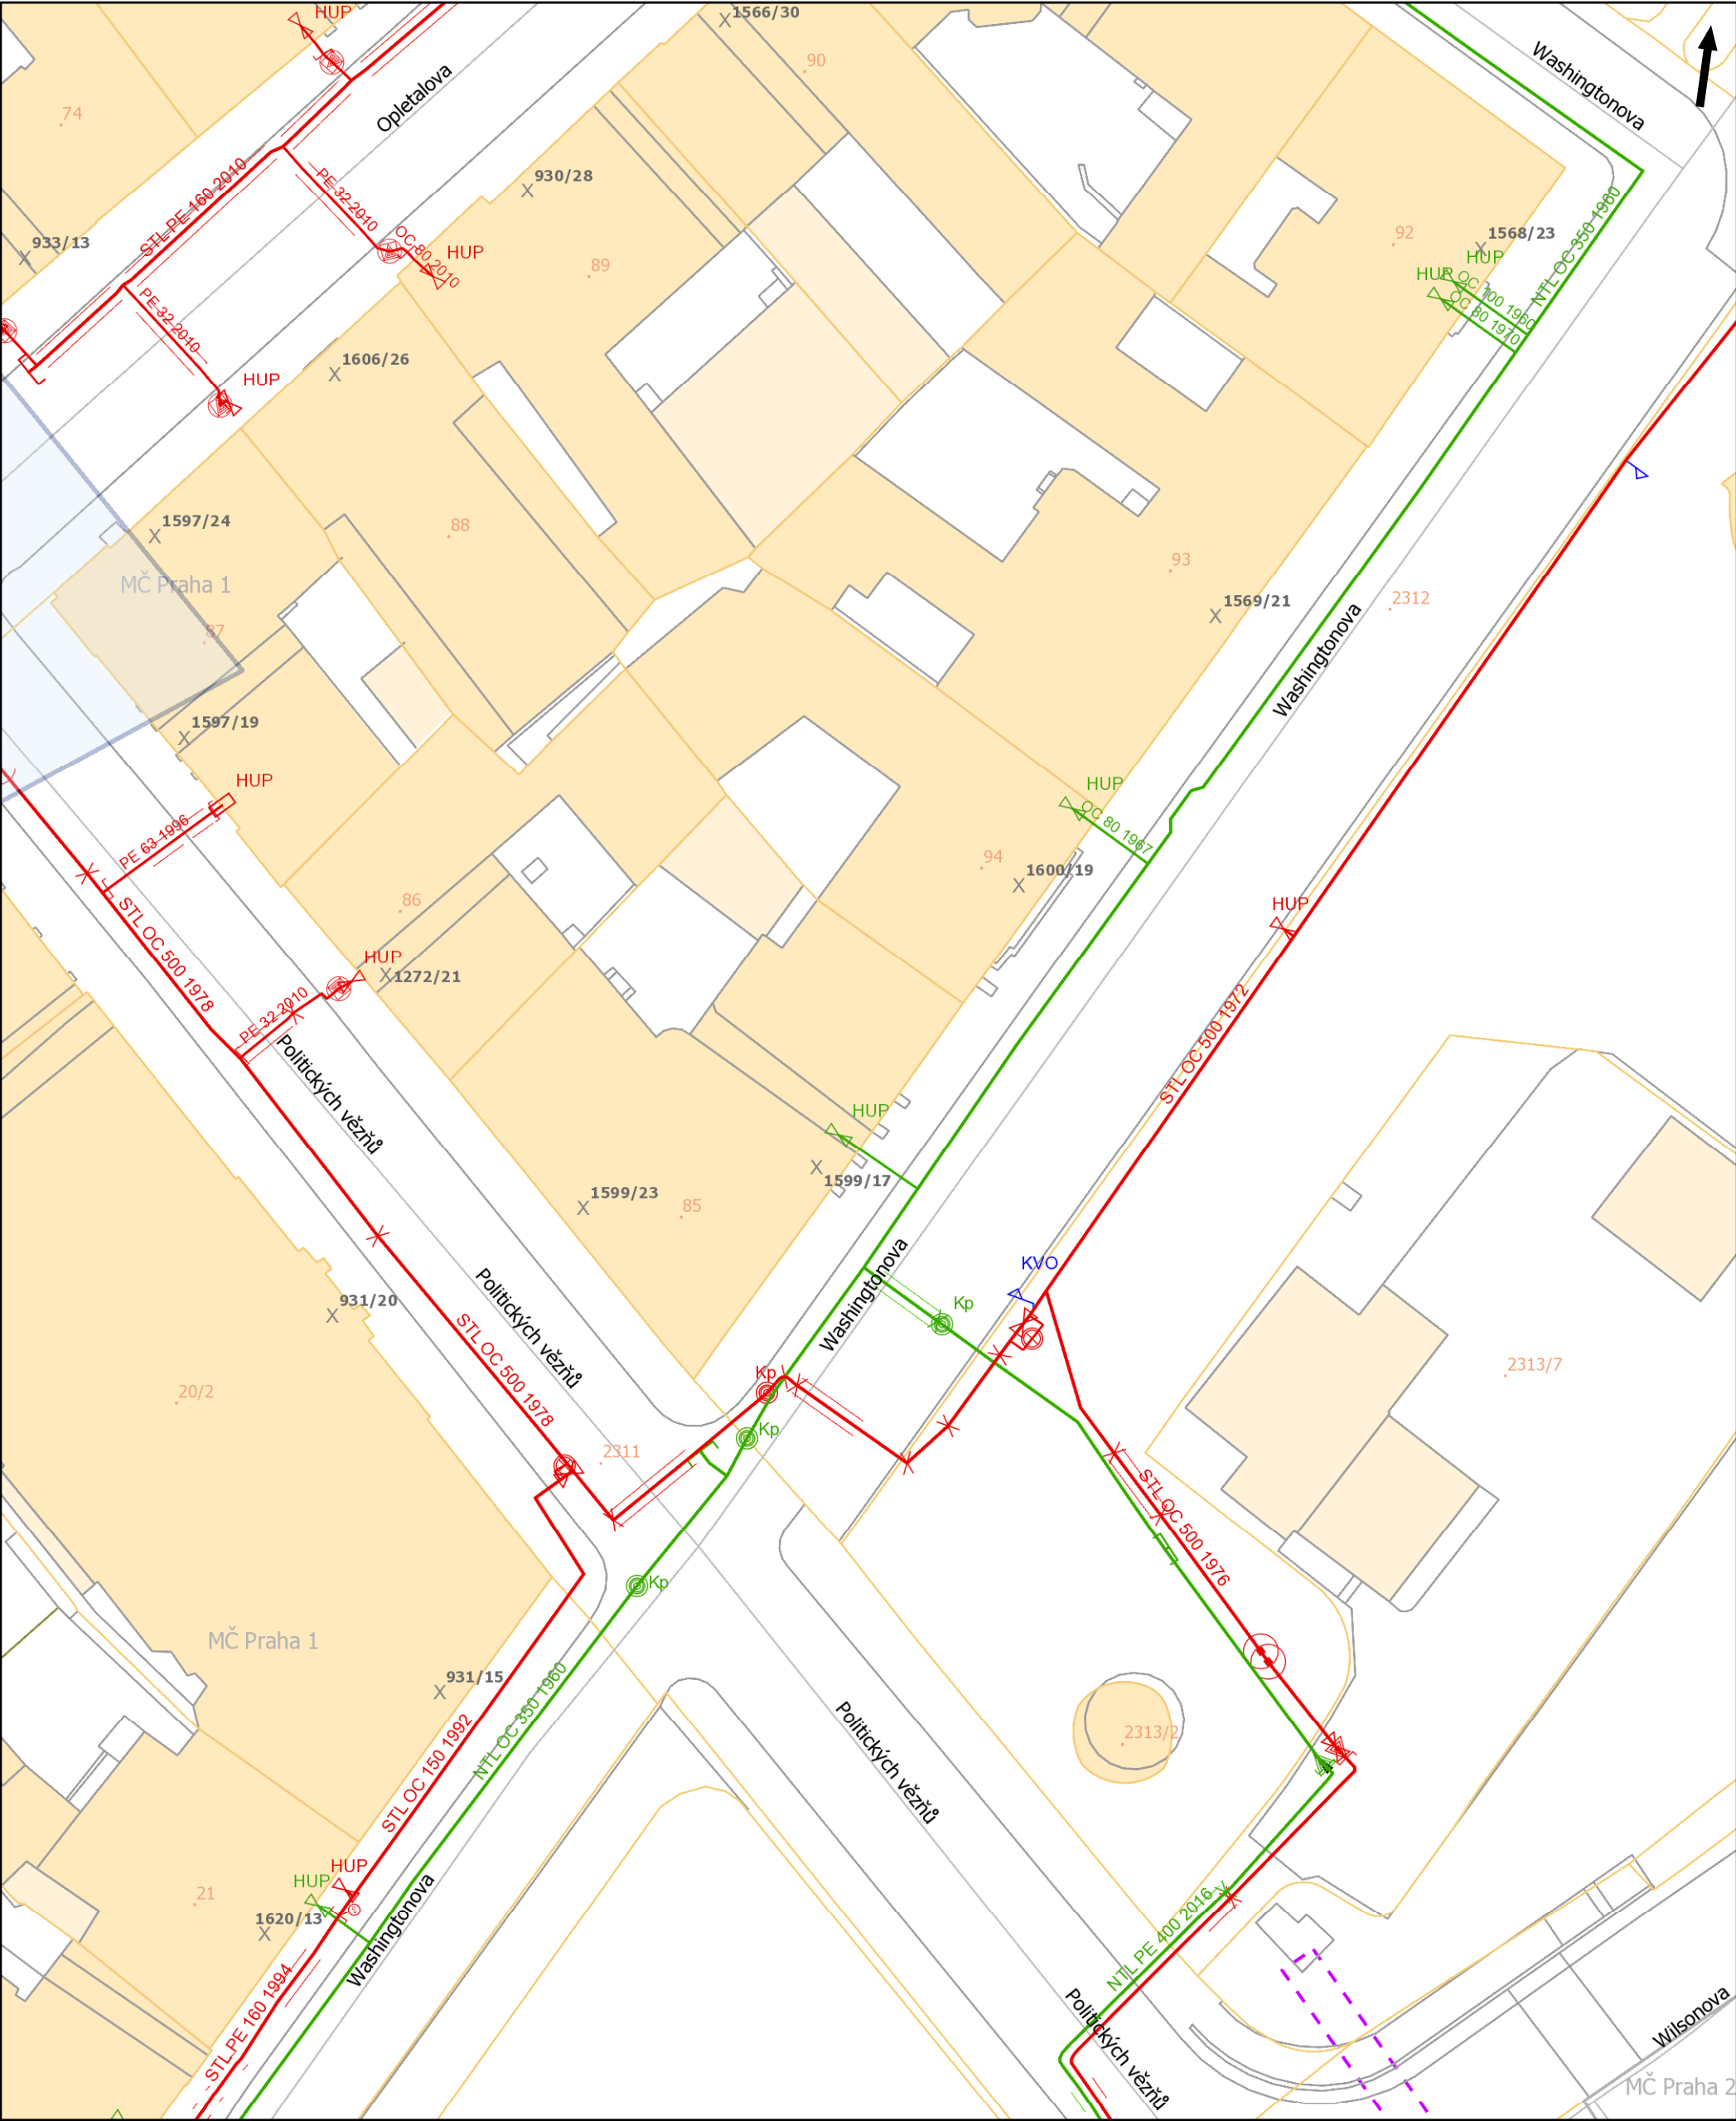 HUP
1566/30
Washingtonova
90
Opletalova
74
STL PE 160 2010
PE 32 2010
930/28
92
1568/23
NTL OC 350 1960
933/13
OC 80 2010
HUP
HUP
HUP
89
OC 100 1960
OC 80 1970
PE 32 2010
1606/26
HUP
1597/24
88
MČ Praha 1
93
1569/21
2312
87
Washingtonova
1597/19
HUP
HUP
PE 63 1996
OC 80 1967
94
1600/19
86
HUP
STL OC 500 1978
HUP
1272/21
PE 32 2010
Politických vězňů
STL OC 500 1972
HUP
1599/17
1599/23
85
Washingtonova
KVO
Politických vězňů
931/20
Kp
STL OC 500 1978
2313/7
Kp
20/2
Kp
2311
STL OC 500 1976
Kp
MČ Praha 1
931/15
NTL OC 350 1960
Politických vězňů
2313/2
STL OC 150 1992
HUP
HUP
21
1620/13
Washingtonova
NTL PE 400 2016
STL PE 160 1994
Politických vězňů
Wilsonova
MČ Praha 2